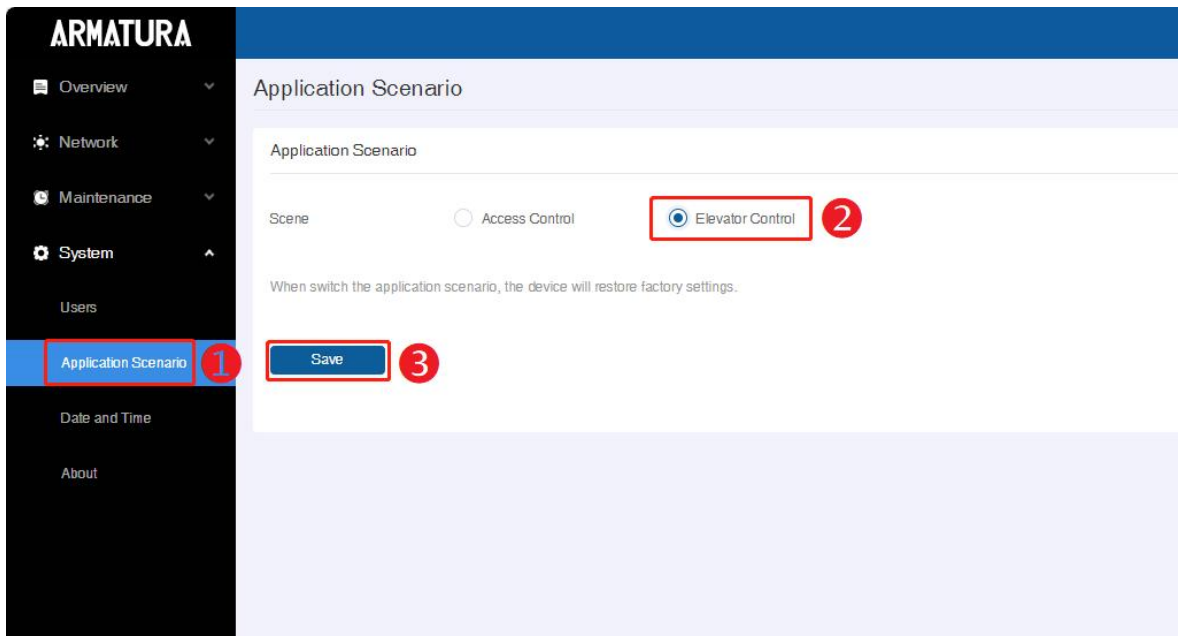 ARMATURA
Overview
Network
Maintenance
System
Users
Application Scenario
1
Date and Time
About
Application Scenario
Application Scenario
Scene Access Control Elevator Control 2
When switch the application scenario, the device will restore factory settings.
Save 3